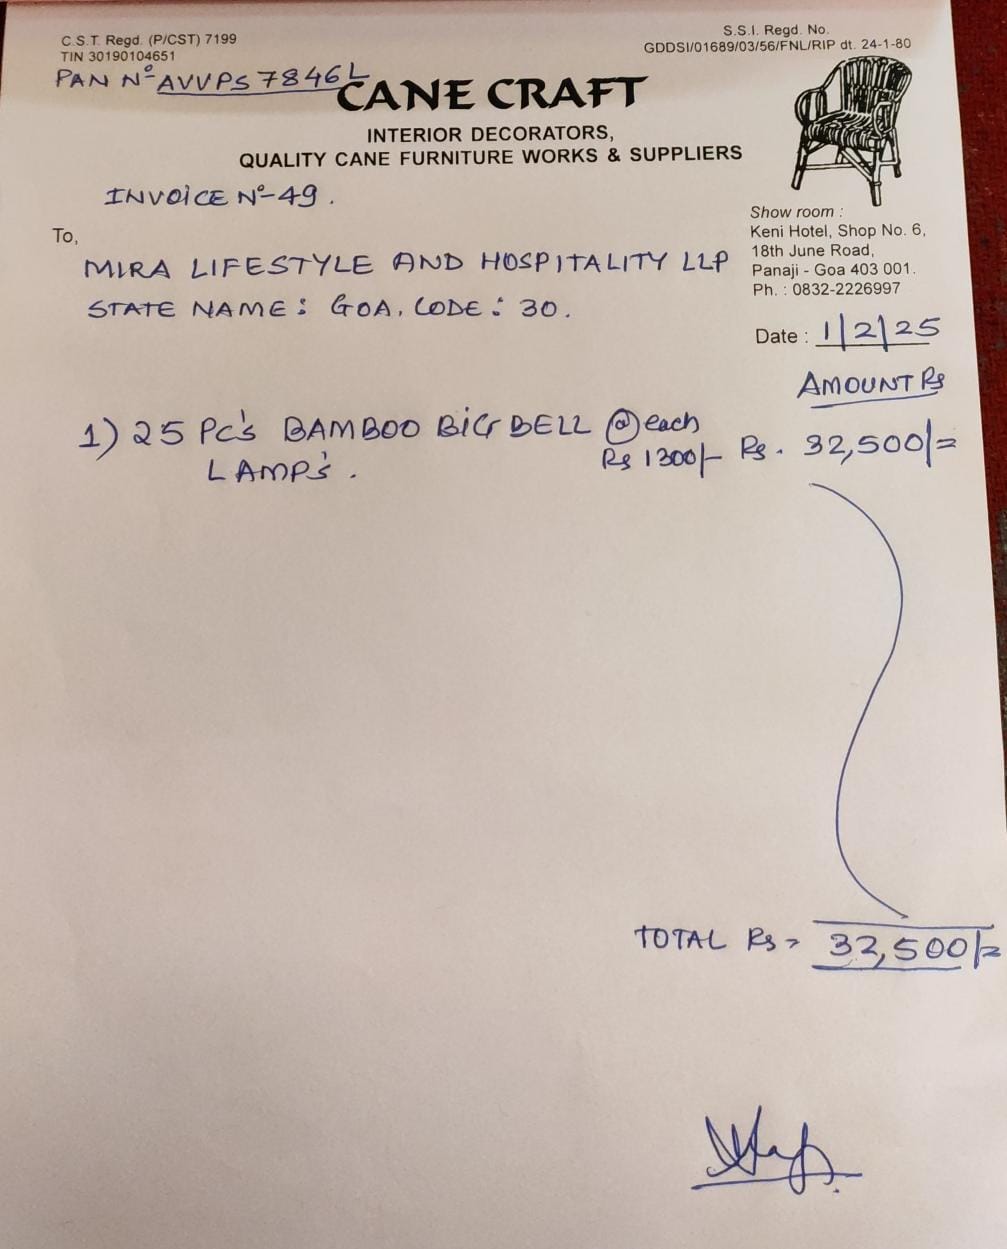 C.S.T. Regd. (P/CST) 7199
TIN 30190104651
PAN Nº AVVPS 7846L
S.S.I. Regd. No.
GDDSI/01689/03/56/FNL/RIP dt. 24-1-80
CANE CRAFT
INTERIOR DECORATORS,
QUALITY CANE FURNITURE WORKS & SUPPLIERS
INVOICE Nº-49.
Show room :
Keni Hotel, Shop No. 6,
18th June Road,
Panaji - Goa 403 001.
Ph. : 0832-2226997
To,
MIRA LIFESTYLE AND HOSPITALITY LLP
STATE NAME: GOA, CODE: 30.
Date : 1/2/25
AMOUNT Rs
1) 25 Pc's BAMBOO BIG BELL @ each Rs. 32,500/=
LAMP's. Rs 1300/-
TOTAL Rs = 32,500/=